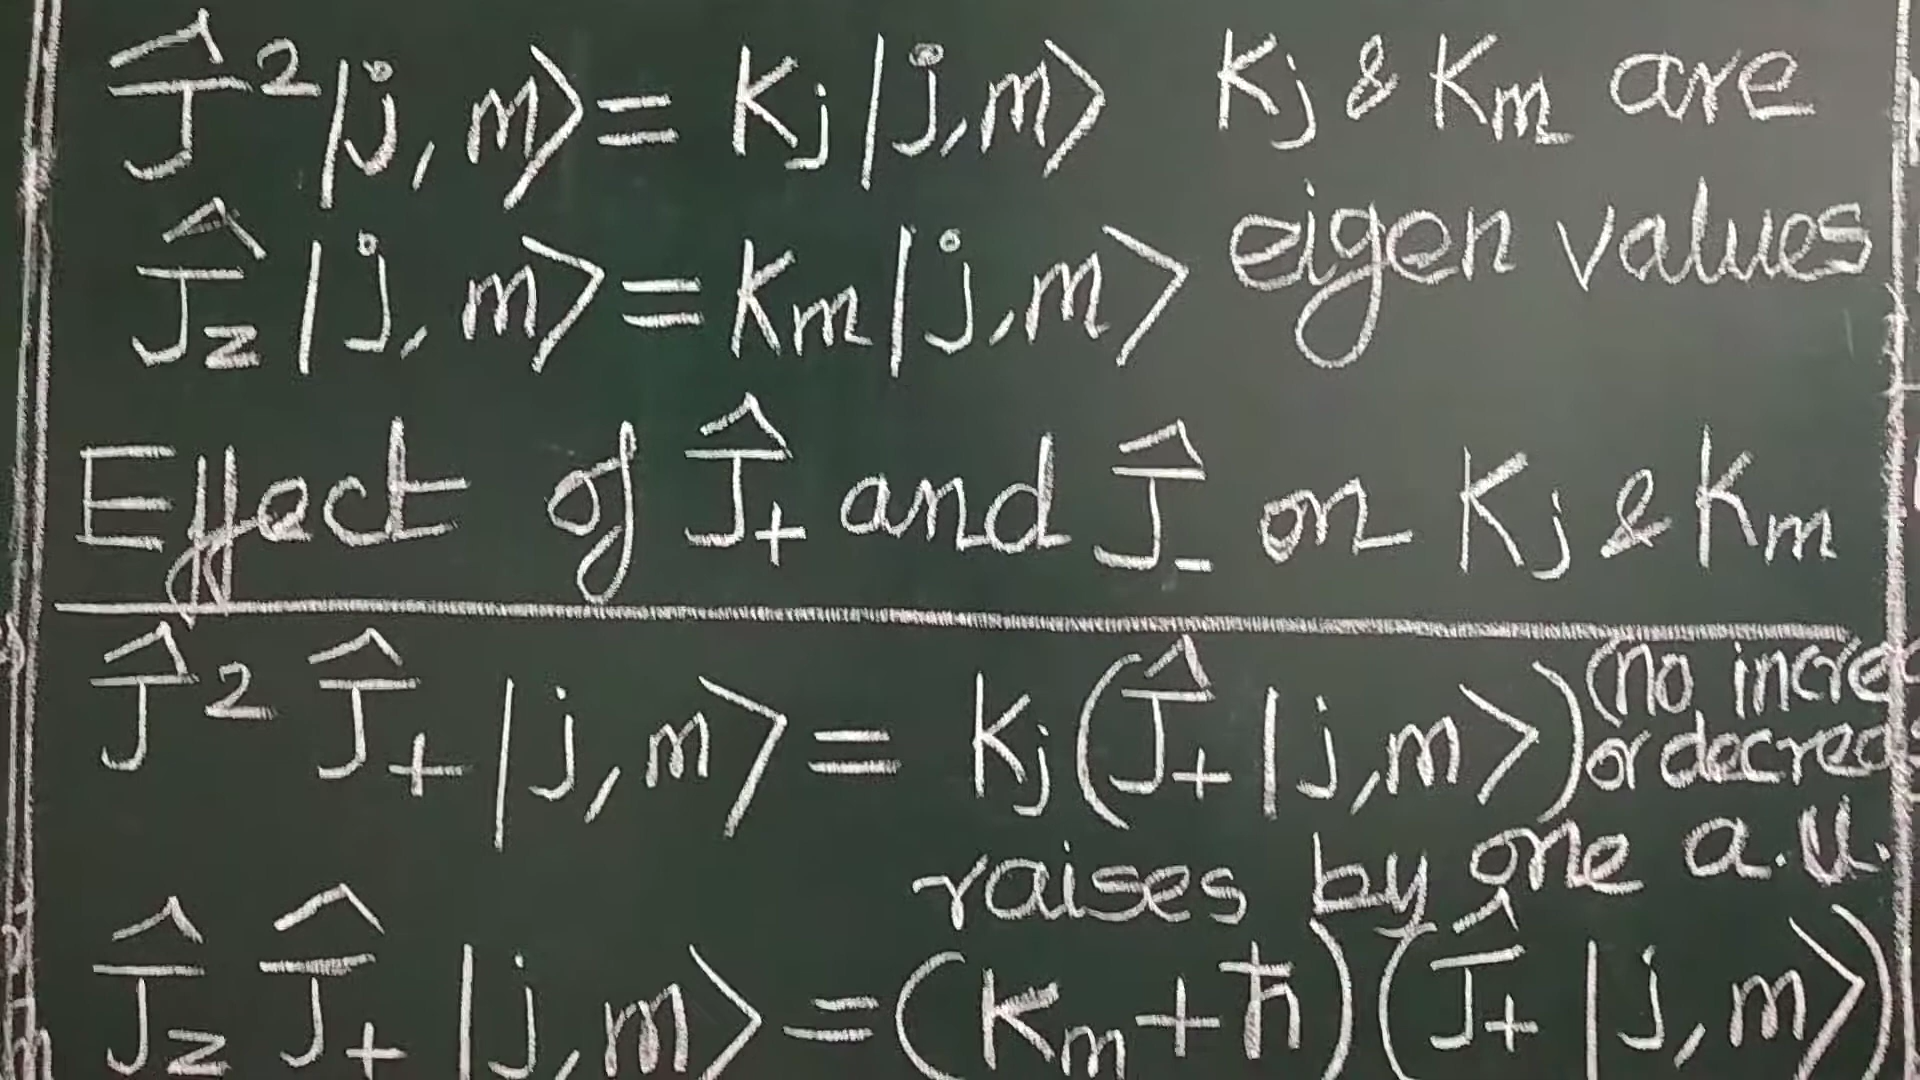 Ĵ²|j, m⟩ = Kj|j,m⟩ Kj & Km are
Ĵz|j, m⟩ = Km|j,m⟩ eigen values
Effect of Ĵ+ and Ĵ- on Kj & Km
Ĵ² Ĵ+|j,m⟩ = Kj(Ĵ+|j,m⟩) (no
or
raises by one a.u.
Ĵz Ĵ+|j,m⟩ = (Km+ħ)(Ĵ+|j,m⟩)